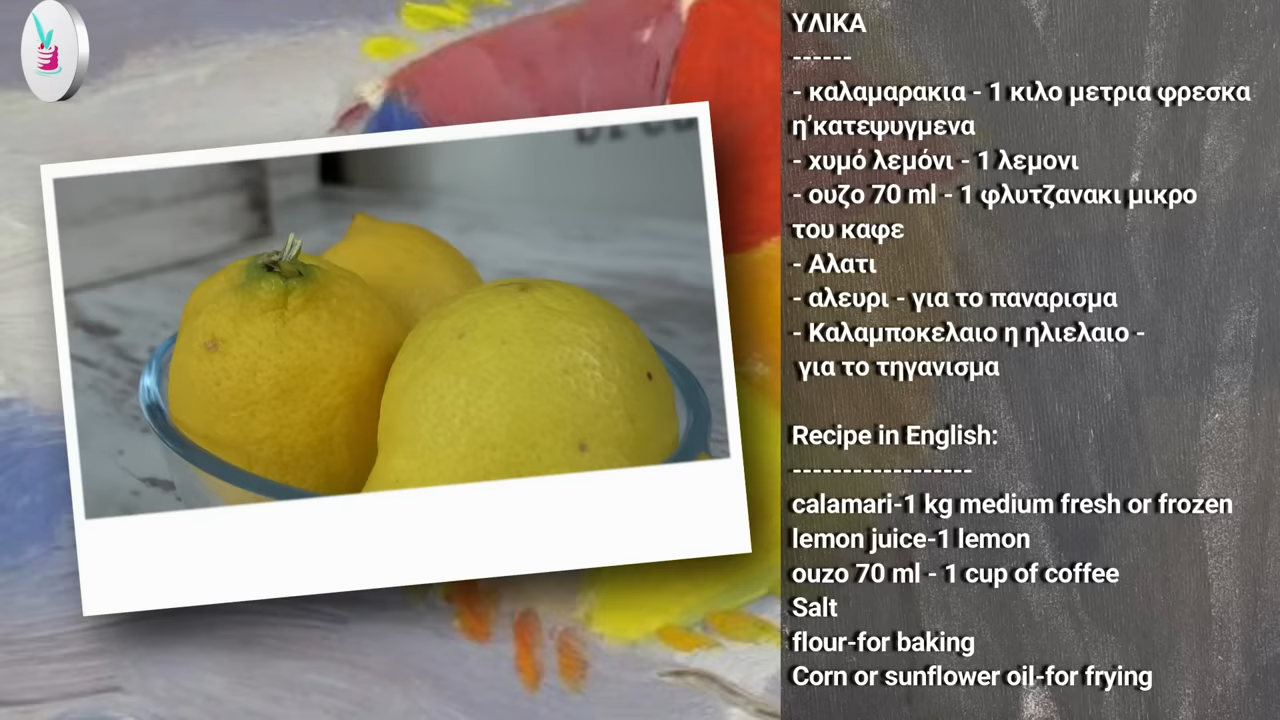 ΥΛΙΚΑ
------
- καλαμαρακια - 1 κιλο μετρια φρεσκα
η’κατεψυγμενα
- χυμό λεμόνι - 1 λεμονι
- ουζο 70 ml - 1 φλυτζανακι μικρο
του καφε
- Αλατι
- αλευρι - για το παναρισμα
- Καλαμποκελαιο η ηλιελαιο -
για το τηγανισμα
Recipe in English:
------------------
calamari-1 kg medium fresh or frozen
lemon juice-1 lemon
ouzo 70 ml - 1 cup of coffee
Salt
flour-for baking
Corn or sunflower oil-for frying